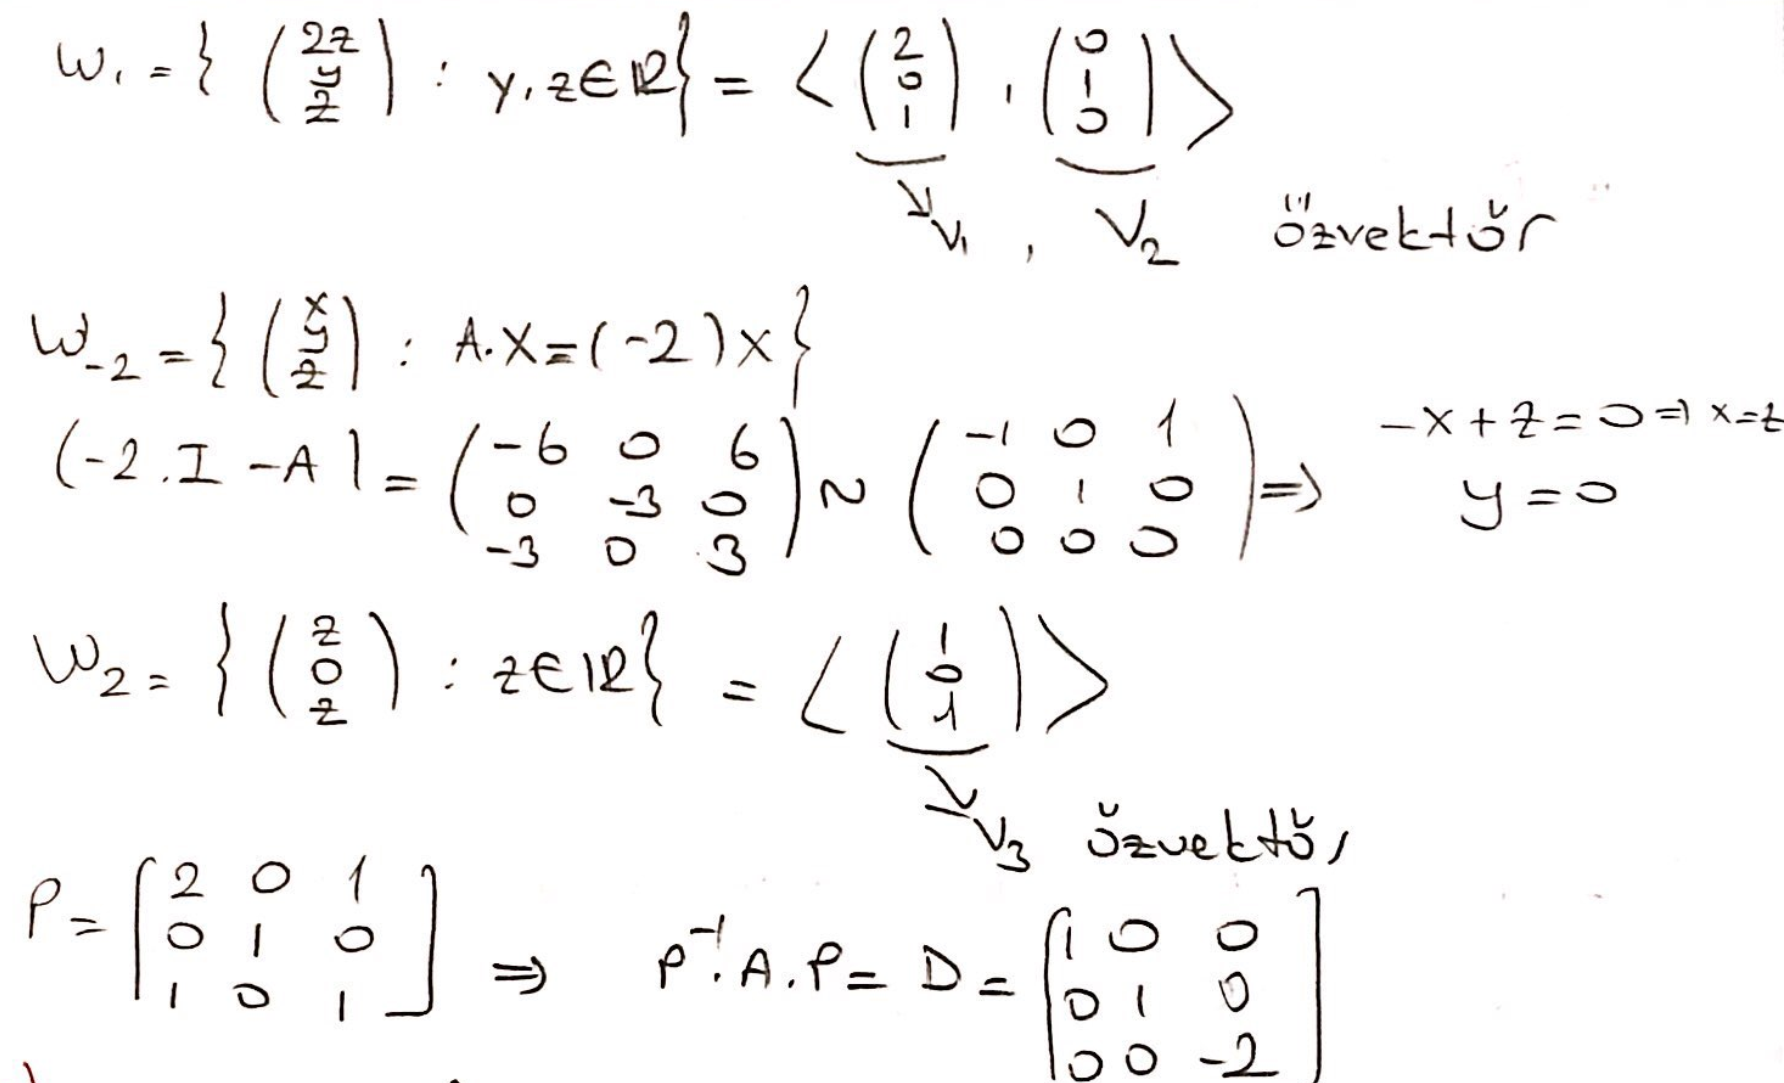 W₁ = { (2z y z) : y, z ∈ ℝ } = < (2 0 1) , (0 1 0) >
v₁ , v₂ özvektör
W₋₂ = { (x y z) : A.X = (-2)x }
(-2.I - A) = (-6 0 6 0 -3 0 -3 0 3) ~ (-1 0 1 0 1 0 0 0 0) ⇒ -x + z = 0 ⇒ x = z
y = 0
W₂ = { (z 0 z) : z ∈ ℝ } = < (1 0 1) >
v₃ özvektör
P = [2 0 1 0 1 0 1 0 1] ⇒ P⁻¹.A.P = D = [1 0 0 0 1 0 0 0 -2]